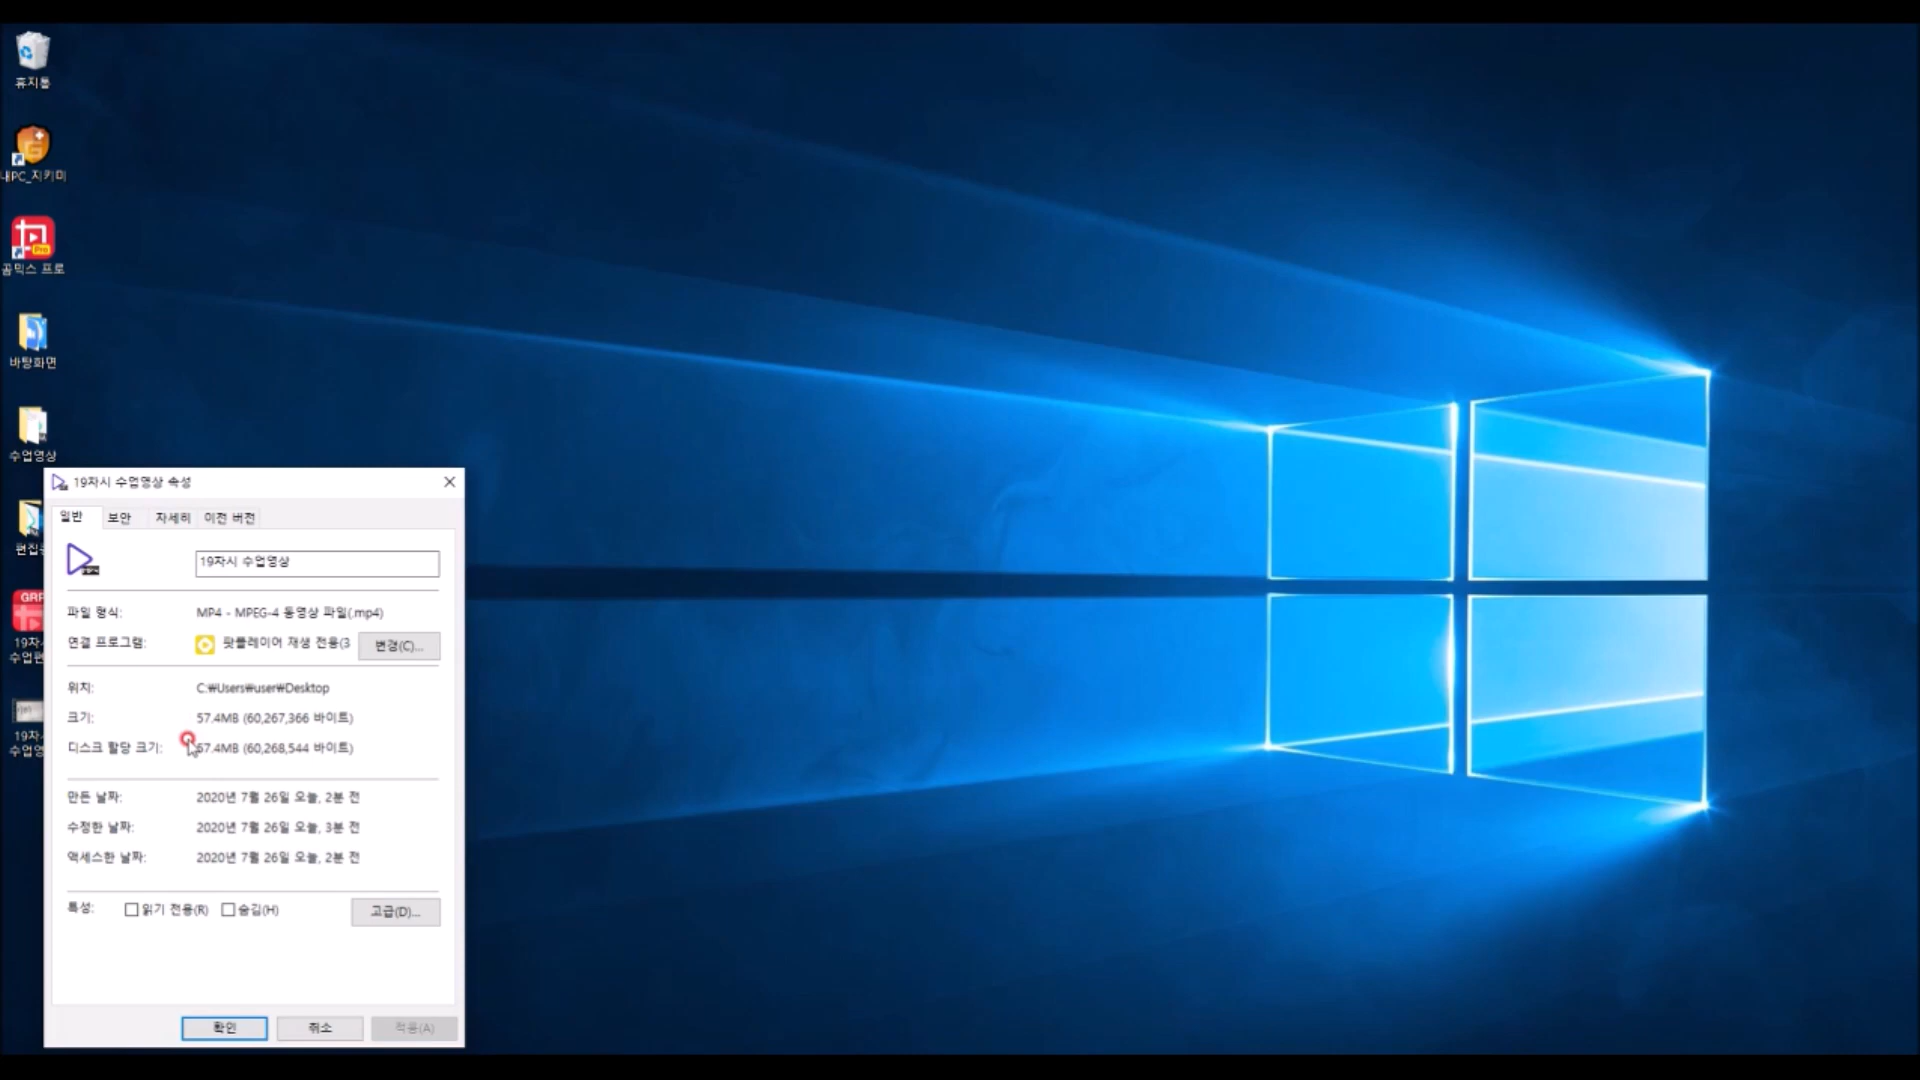 휴지통
내PC_지키미
Pro
곰믹스 프로
바탕화면
수업영상
편집
GRP
19차시
수업편
19차시
수업영
19차시 수업영상 속성
일반 보안 자세히 이전 버전
19차시 수업영상
파일 형식: MP4 - MPEG-4 동영상 파일(.mp4)
연결 프로그램: 팟플레이어 재생 전용(3 변경(C)...
위치: C:₩Users₩user₩Desktop
크기: 57.4MB (60,267,366 바이트)
디스크 할당 크기: 57.4MB (60,268,544 바이트)
만든 날짜: 2020년 7월 26일 오늘, 2분 전
수정한 날짜: 2020년 7월 26일 오늘, 3분 전
액세스한 날짜: 2020년 7월 26일 오늘, 2분 전
특성: 읽기 전용(R) 숨김(H) 고급(D)...
확인 취소 적용(A)